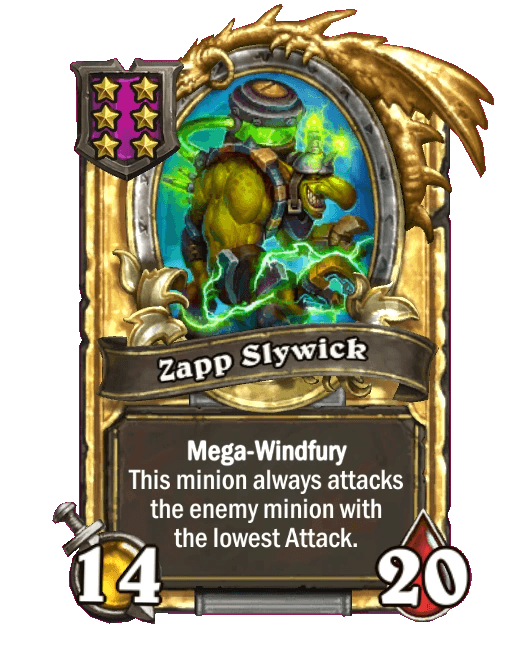 Zapp Slywick
Mega-Windfury
This minion always attacks
the enemy minion with
the lowest Attack.
14 20